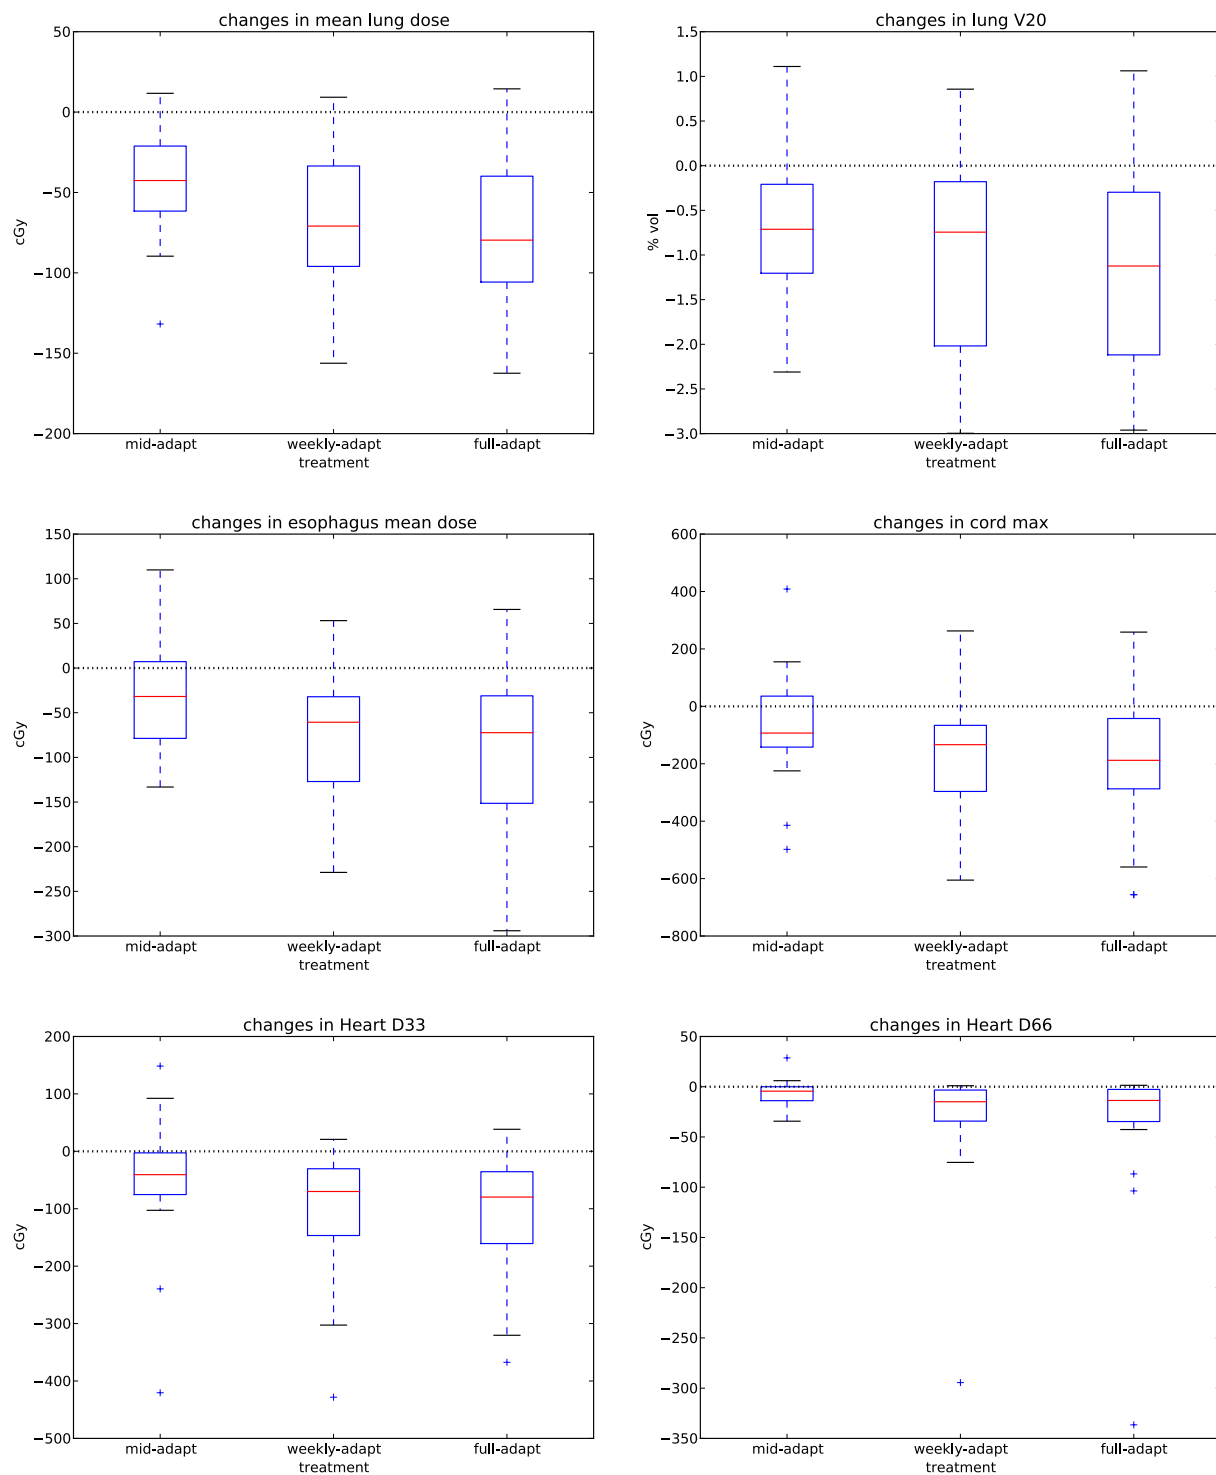 changes in mean lung dose
50
0
−50
−100
−150
−200
cGy
mid-adapt weekly-adapt full-adapt
treatment
changes in lung V20
1.5
1.0
0.5
0.0
−0.5
−1.0
−1.5
−2.0
−2.5
−3.0
% vol
mid-adapt weekly-adapt full-adapt
treatment
changes in esophagus mean dose
150
100
50
0
−50
−100
−150
−200
−250
−300
cGy
mid-adapt weekly-adapt full-adapt
treatment
changes in cord max
600
400
200
0
−200
−400
−600
−800
cGy
mid-adapt weekly-adapt full-adapt
treatment
changes in Heart D33
200
100
0
−100
−200
−300
−400
−500
cGy
mid-adapt weekly-adapt full-adapt
treatment
changes in Heart D66
50
0
−50
−100
−150
−200
−250
−300
−350
cGy
mid-adapt weekly-adapt full-adapt
treatment